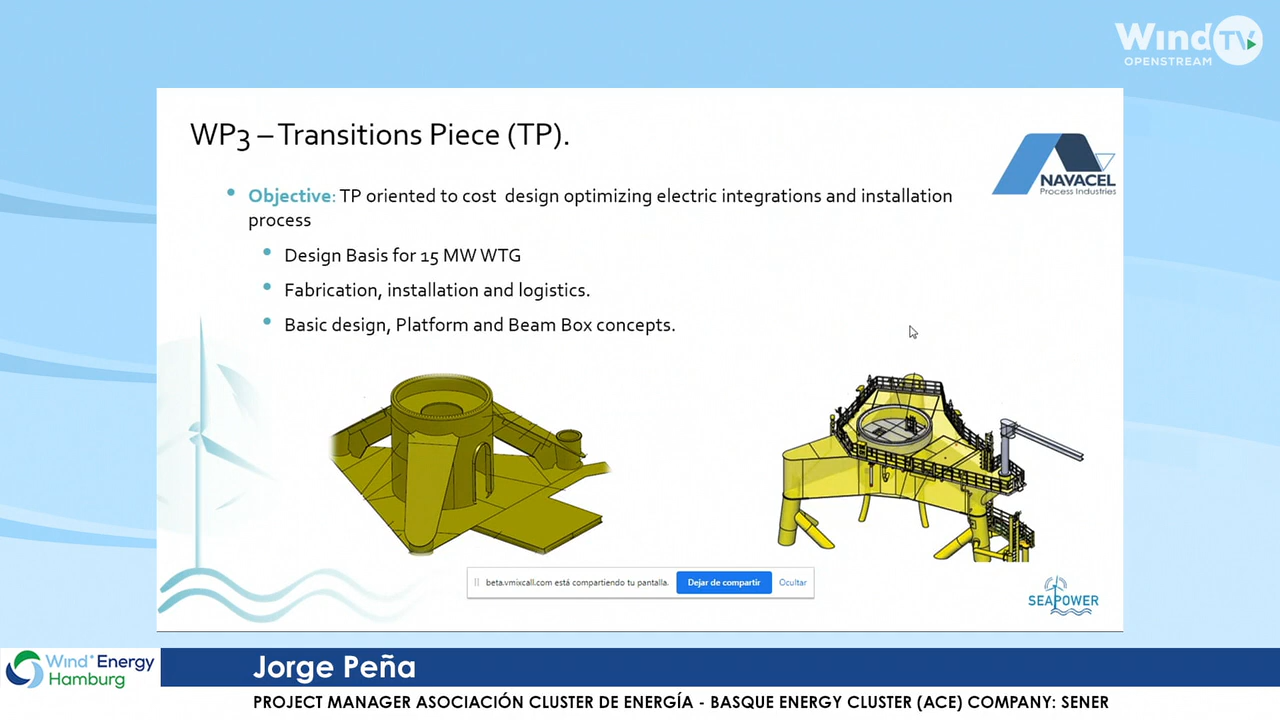 WindTV
OPENSTREAM
WP3 – Transitions Piece (TP).
NAVACEL
Process Industries
• Objective: TP oriented to cost design optimizing electric integrations and installation
process
• Design Basis for 15 MW WTG
• Fabrication, installation and logistics.
• Basic design, Platform and Beam Box concepts.
beta.vmixcall.com está compartiendo tu pantalla. Dejar de compartir Ocultar
SEAPOWER
Wind Energy
Hamburg
Jorge Peña
PROJECT MANAGER ASOCIACIÓN CLUSTER DE ENERGÍA - BASQUE ENERGY CLUSTER (ACE) COMPANY: SENER